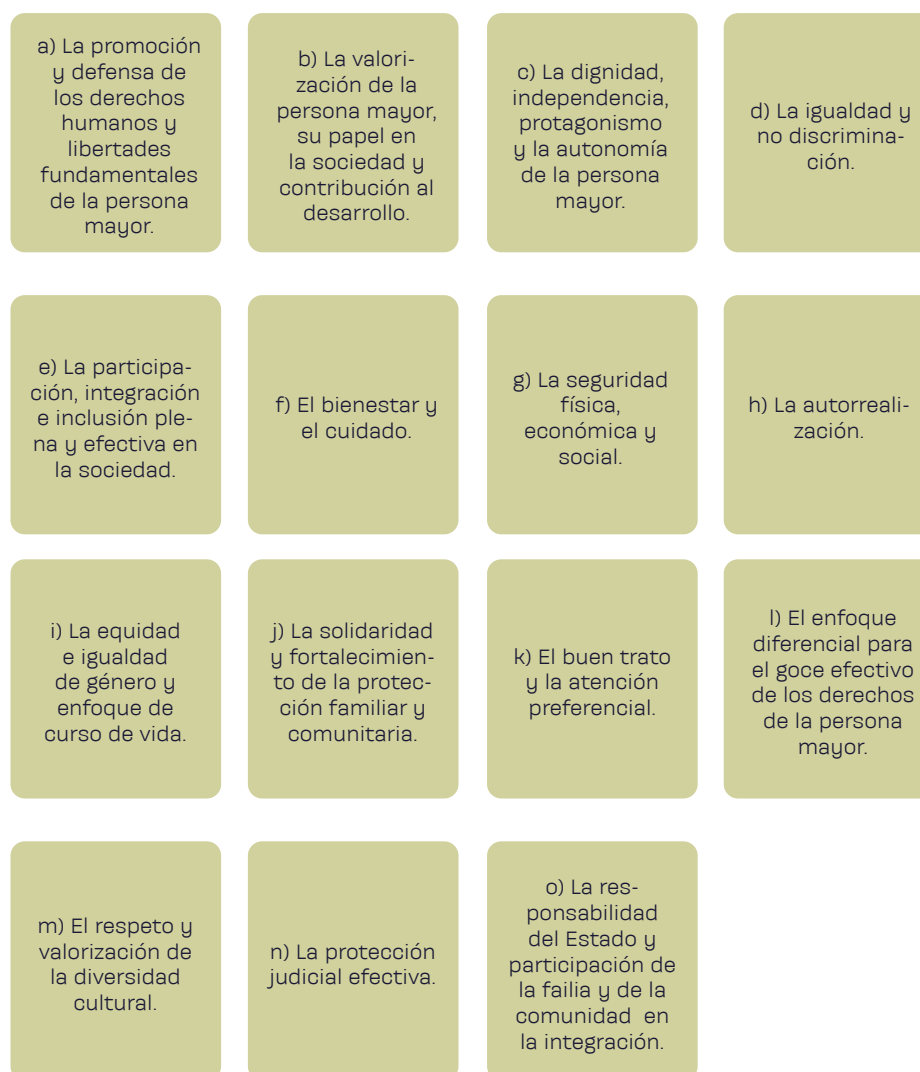 a) La promoción
y defensa de
los derechos
humanos y
libertades
fundamentales
de la persona
mayor.
b) La valori-
zación de la
persona mayor,
su papel en
la sociedad y
contribución al
desarrollo.
c) La dignidad,
independencia,
protagonismo
y la autonomía
de la persona
mayor.
d) La igualdad y
no discrimina-
ción.
e) La participa-
ción, integración
e inclusión ple-
na y efectiva en
la sociedad.
f) El bienestar y
el cuidado.
g) La seguridad
física,
económica y
social.
h) La autorreali-
zación.
i) La equidad
e igualdad
de género y
enfoque de
curso de vida.
j) La solidaridad
y fortalecimien-
to de la protec-
ción familiar y
comunitaria.
k) El buen trato
y la atención
preferencial.
l) El enfoque
diferencial para
el goce efectivo
de los derechos
de la persona
mayor.
m) El respeto y
valorización de
la diversidad
cultural.
n) La protección
judicial efectiva.
o) La res-
ponsabilidad
del Estado y
participación de
la failia y de la
comunidad en
la integración.